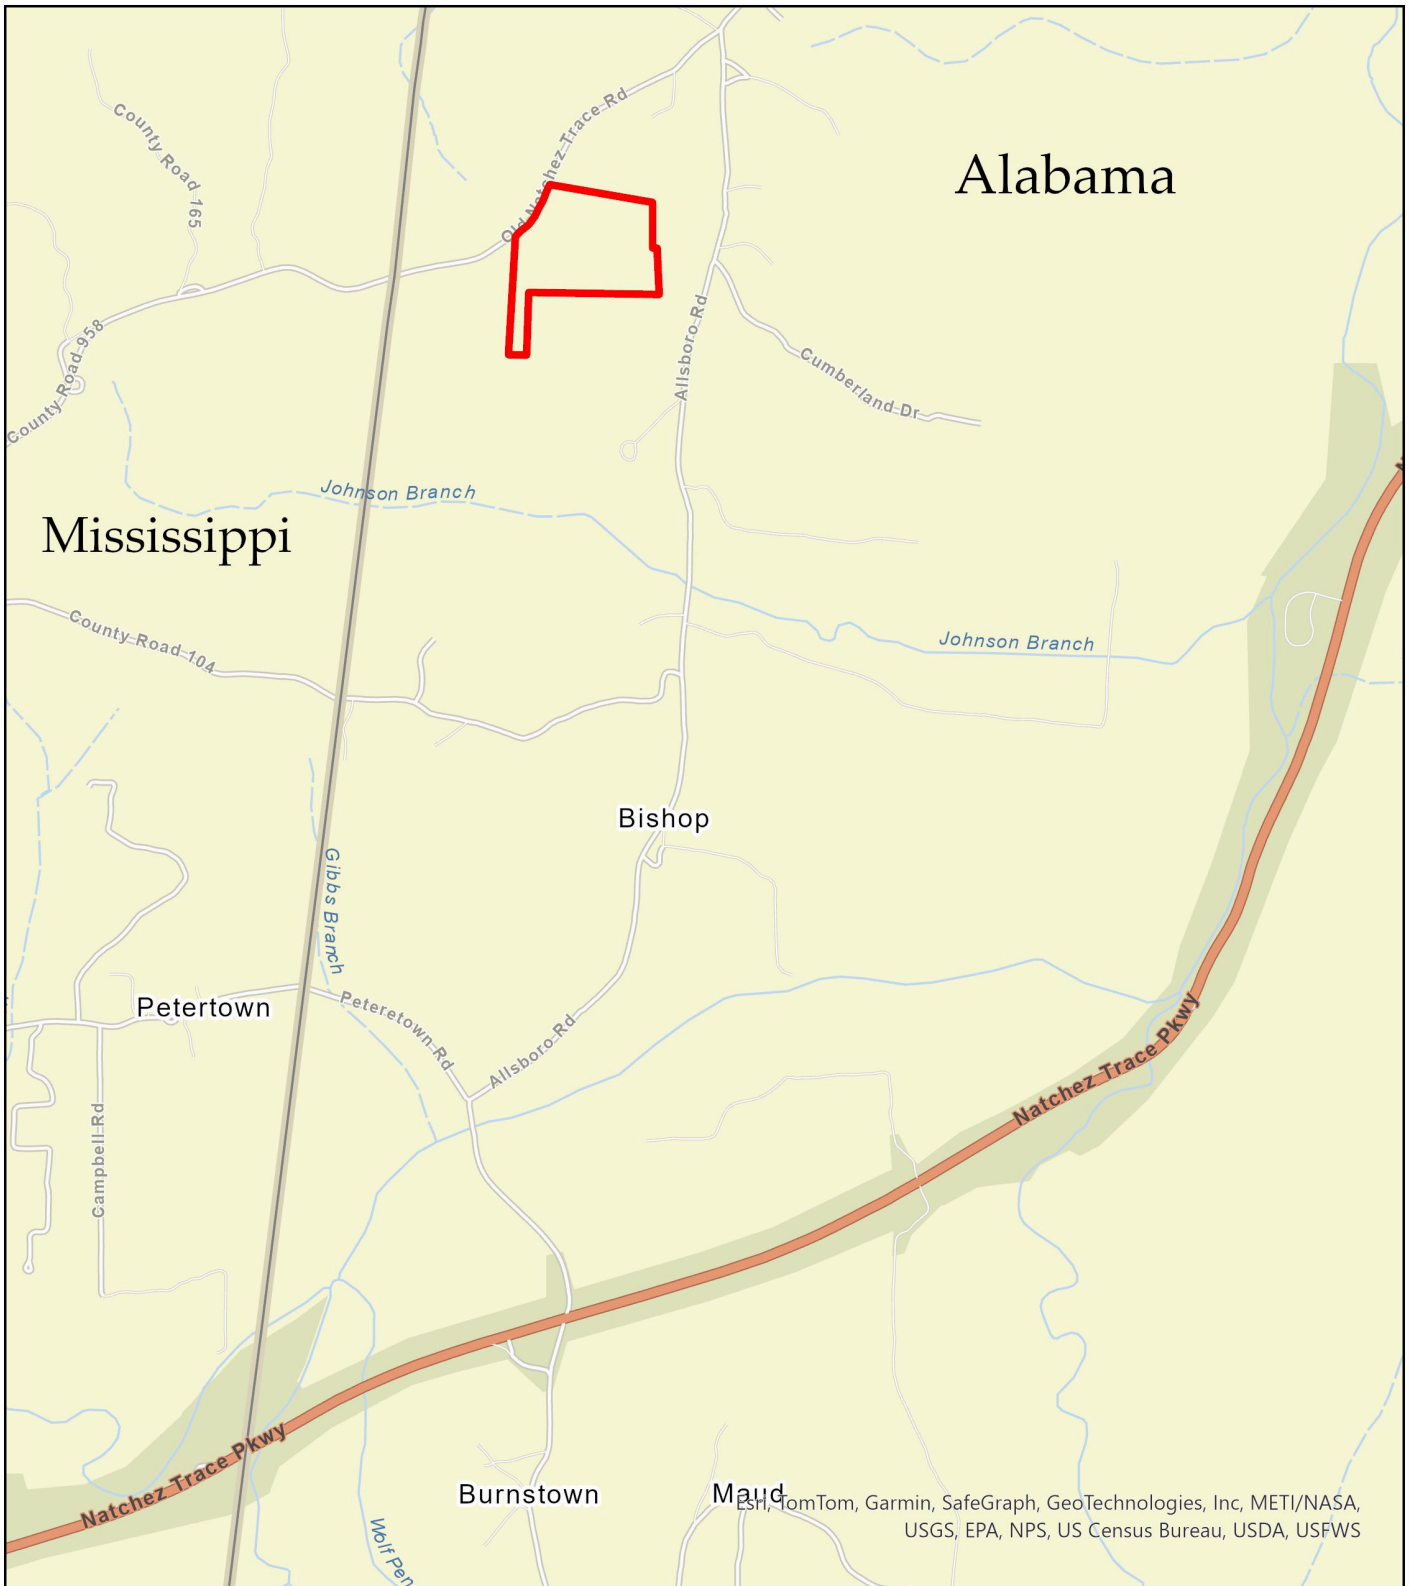 Old Natchez Trace Rd
County Road 165
Alabama
Allsboro Rd
County Road 958
Cumberland Dr
Johnson Branch
Mississippi
County Road 104
Johnson Branch
Bishop
Gibbs Branch
Petertown
Peteretown Rd
Allsboro Rd
Natchez Trace Pkwy
Campbell Rd
Natchez Trace Pkwy
Burnstown
Maud
Esri, TomTom, Garmin, SafeGraph, GeoTechnologies, Inc, METI/NASA,
USGS, EPA, NPS, US Census Bureau, USDA, USFWS
Wolf Pen